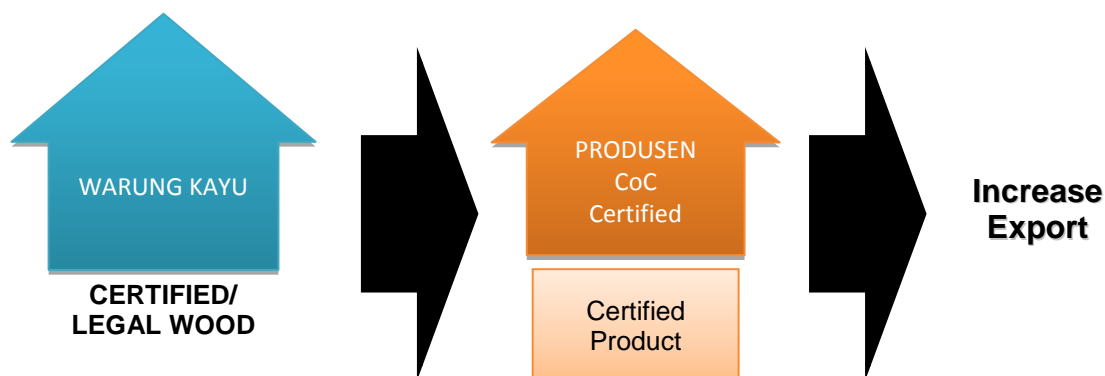 WARUNG KAYU
CERTIFIED/
LEGAL WOOD
PRODUSEN
CoC
Certified
Certified
Product
Increase
Export